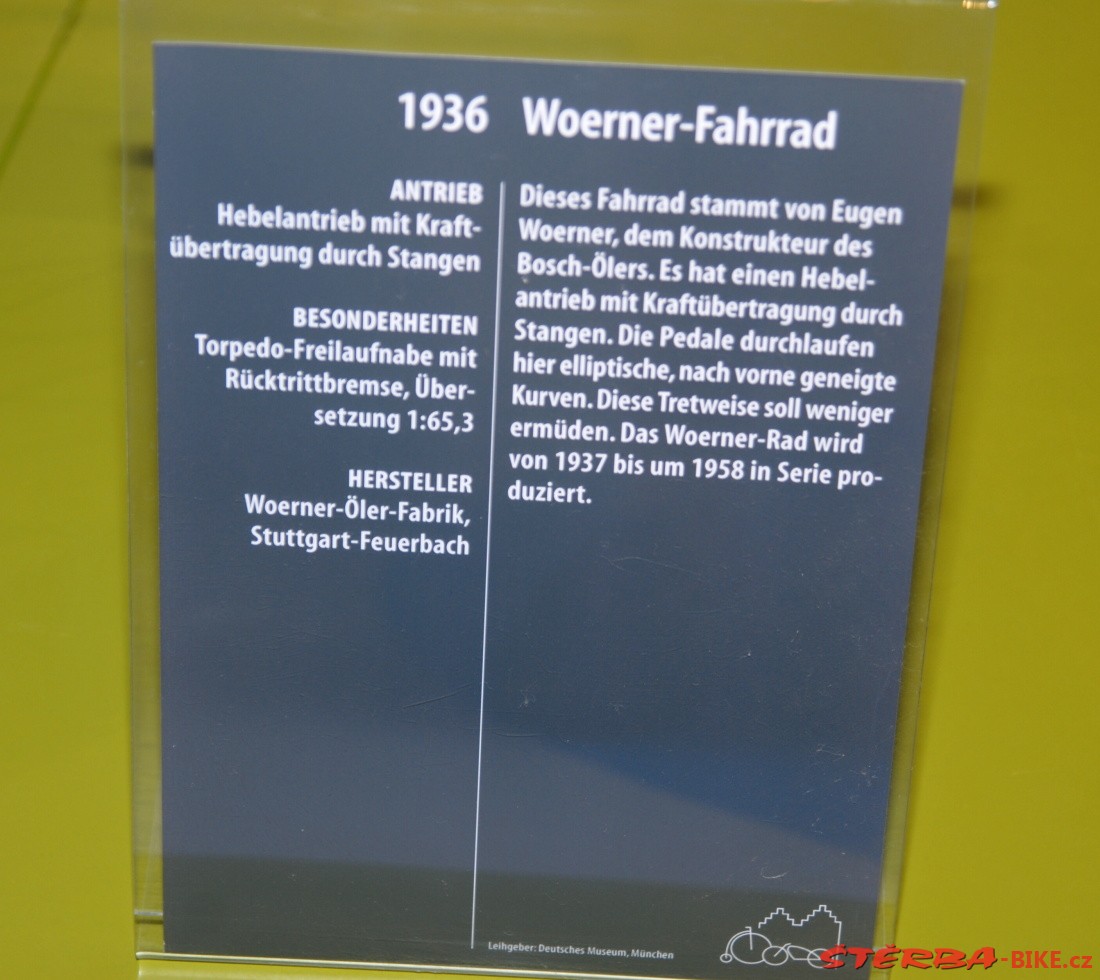 1936 Woerner-Fahrrad
ANTRIEB
Hebelantrieb mit Kraft-
übertragung durch Stangen
BESONDERHEITEN
Torpedo-Freilaufnabe mit
Rücktrittbremse, Über-
setzung 1:65,3
HERSTELLER
Woerner-Öler-Fabrik,
Stuttgart-Feuerbach
Dieses Fahrrad stammt von Eugen
Woerner, dem Konstrukteur des
Bosch-Ölers. Es hat einen Hebel-
antrieb mit Kraftübertragung durch
Stangen. Die Pedale durchlaufen
hier elliptische, nach vorne geneigte
Kurven. Diese Tretweise soll weniger
ermüden. Das Woerner-Rad wird
von 1937 bis um 1958 in Serie pro-
duziert.
Leihgeber: Deutsches Museum, München
ŠTĚRBA-BIKE.cz